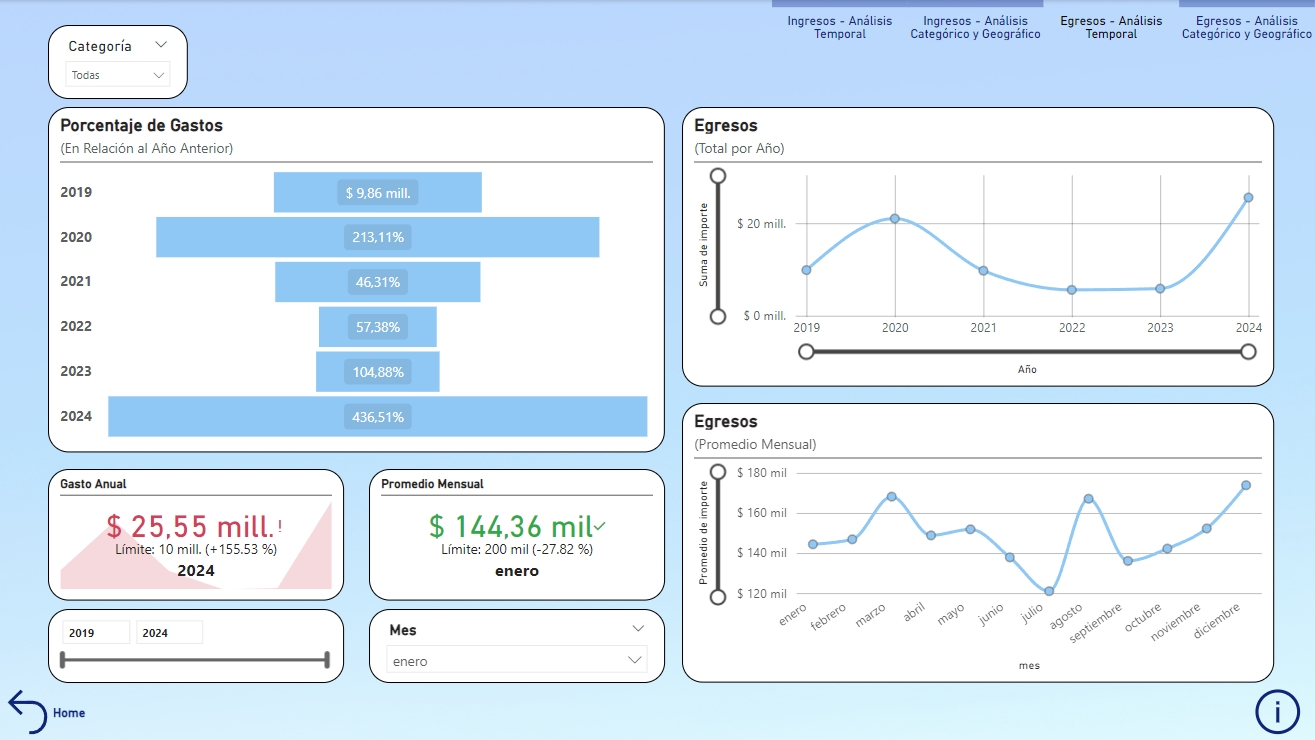 Ingresos - Análisis
Temporal
Ingresos - Análisis
Categórico y Geográfico
Egresos - Análisis
Temporal
Egresos - Análisis
Categórico y Geográfico
Categoría
Todas
Porcentaje de Gastos
(En Relación al Año Anterior)
2019
$ 9,86 mill.
2020
213,11%
2021
46,31%
2022
57,38%
2023
104,88%
2024
436,51%
Egresos
(Total por Año)
Suma de importe
$ 20 mill.
$ 0 mill.
2019 2020 2021 2022 2023 2024
Año
Egresos
(Promedio Mensual)
Promedio de importe
$ 180 mil
$ 160 mil
$ 140 mil
$ 120 mil
enero febrero marzo abril mayo junio julio agosto septiembre octubre noviembre diciembre
mes
Gasto Anual
$ 25,55 mill.!
Límite: 10 mill. (+155.53 %)
2024
Promedio Mensual
$ 144,36 mil
Límite: 200 mil (-27.82 %)
enero
2019 2024
Mes
enero
Home
i